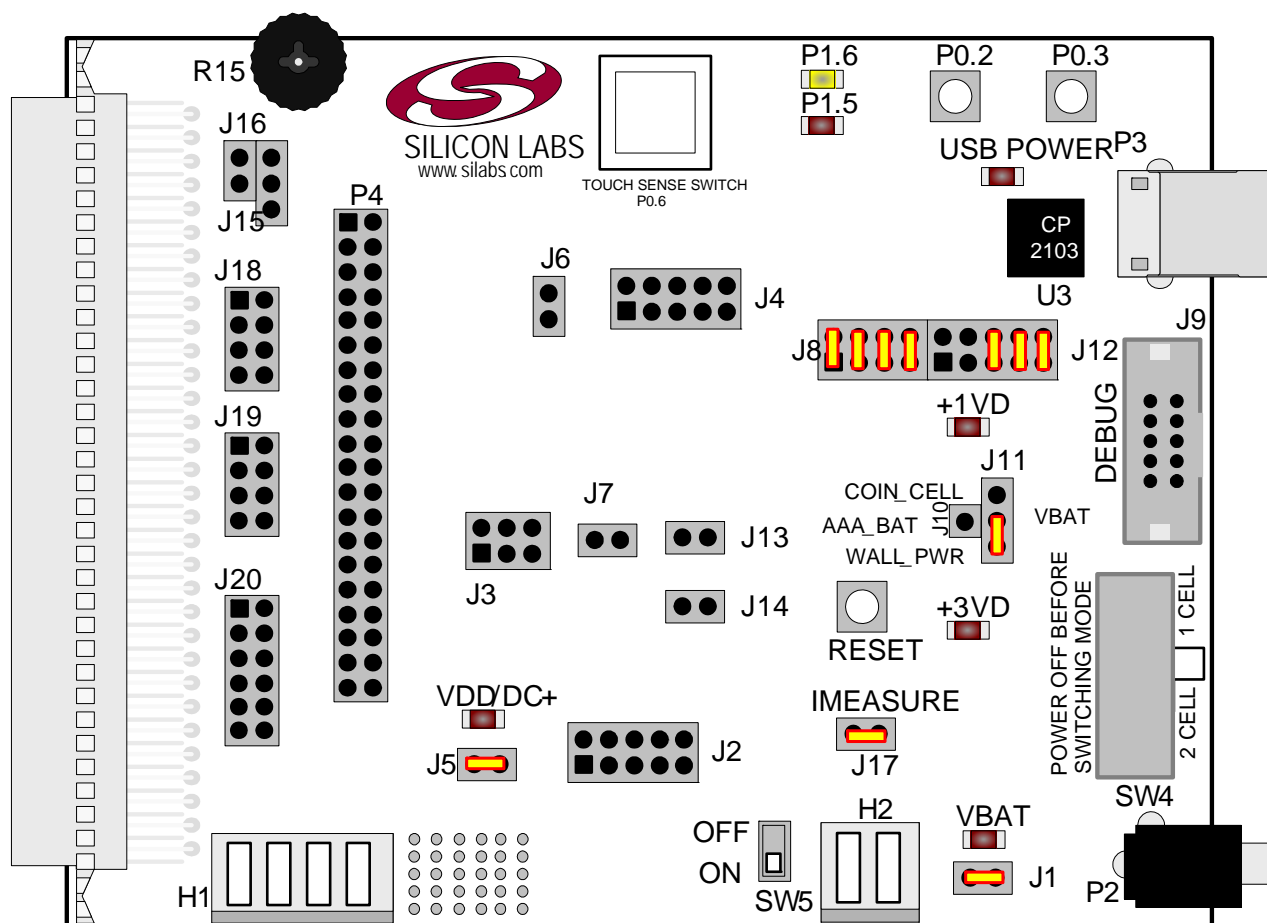 R15
P1.6
P0.2
P0.3
P1.5
J16
SILICON LABS
www.silabs.com
USB POWER
P3
TOUCH SENSE SWITCH
P0.6
P4
J15
CP
2103
J18
J6
J4
U3
J9
J8
J12
+1VD
DEBUG
J19
J11
COIN_CELL
J7
J10
AAA_BAT
VBAT
J13
WALL_PWR
J3
J20
J14
+3VD
RESET
POWER OFF BEFORE
SWITCHING MODE
1 CELL
2 CELL
VDD/DC+
IMEASURE
J5
J2
J17
SW4
H2
VBAT
OFF
ON
H1
SW5
J1
P2